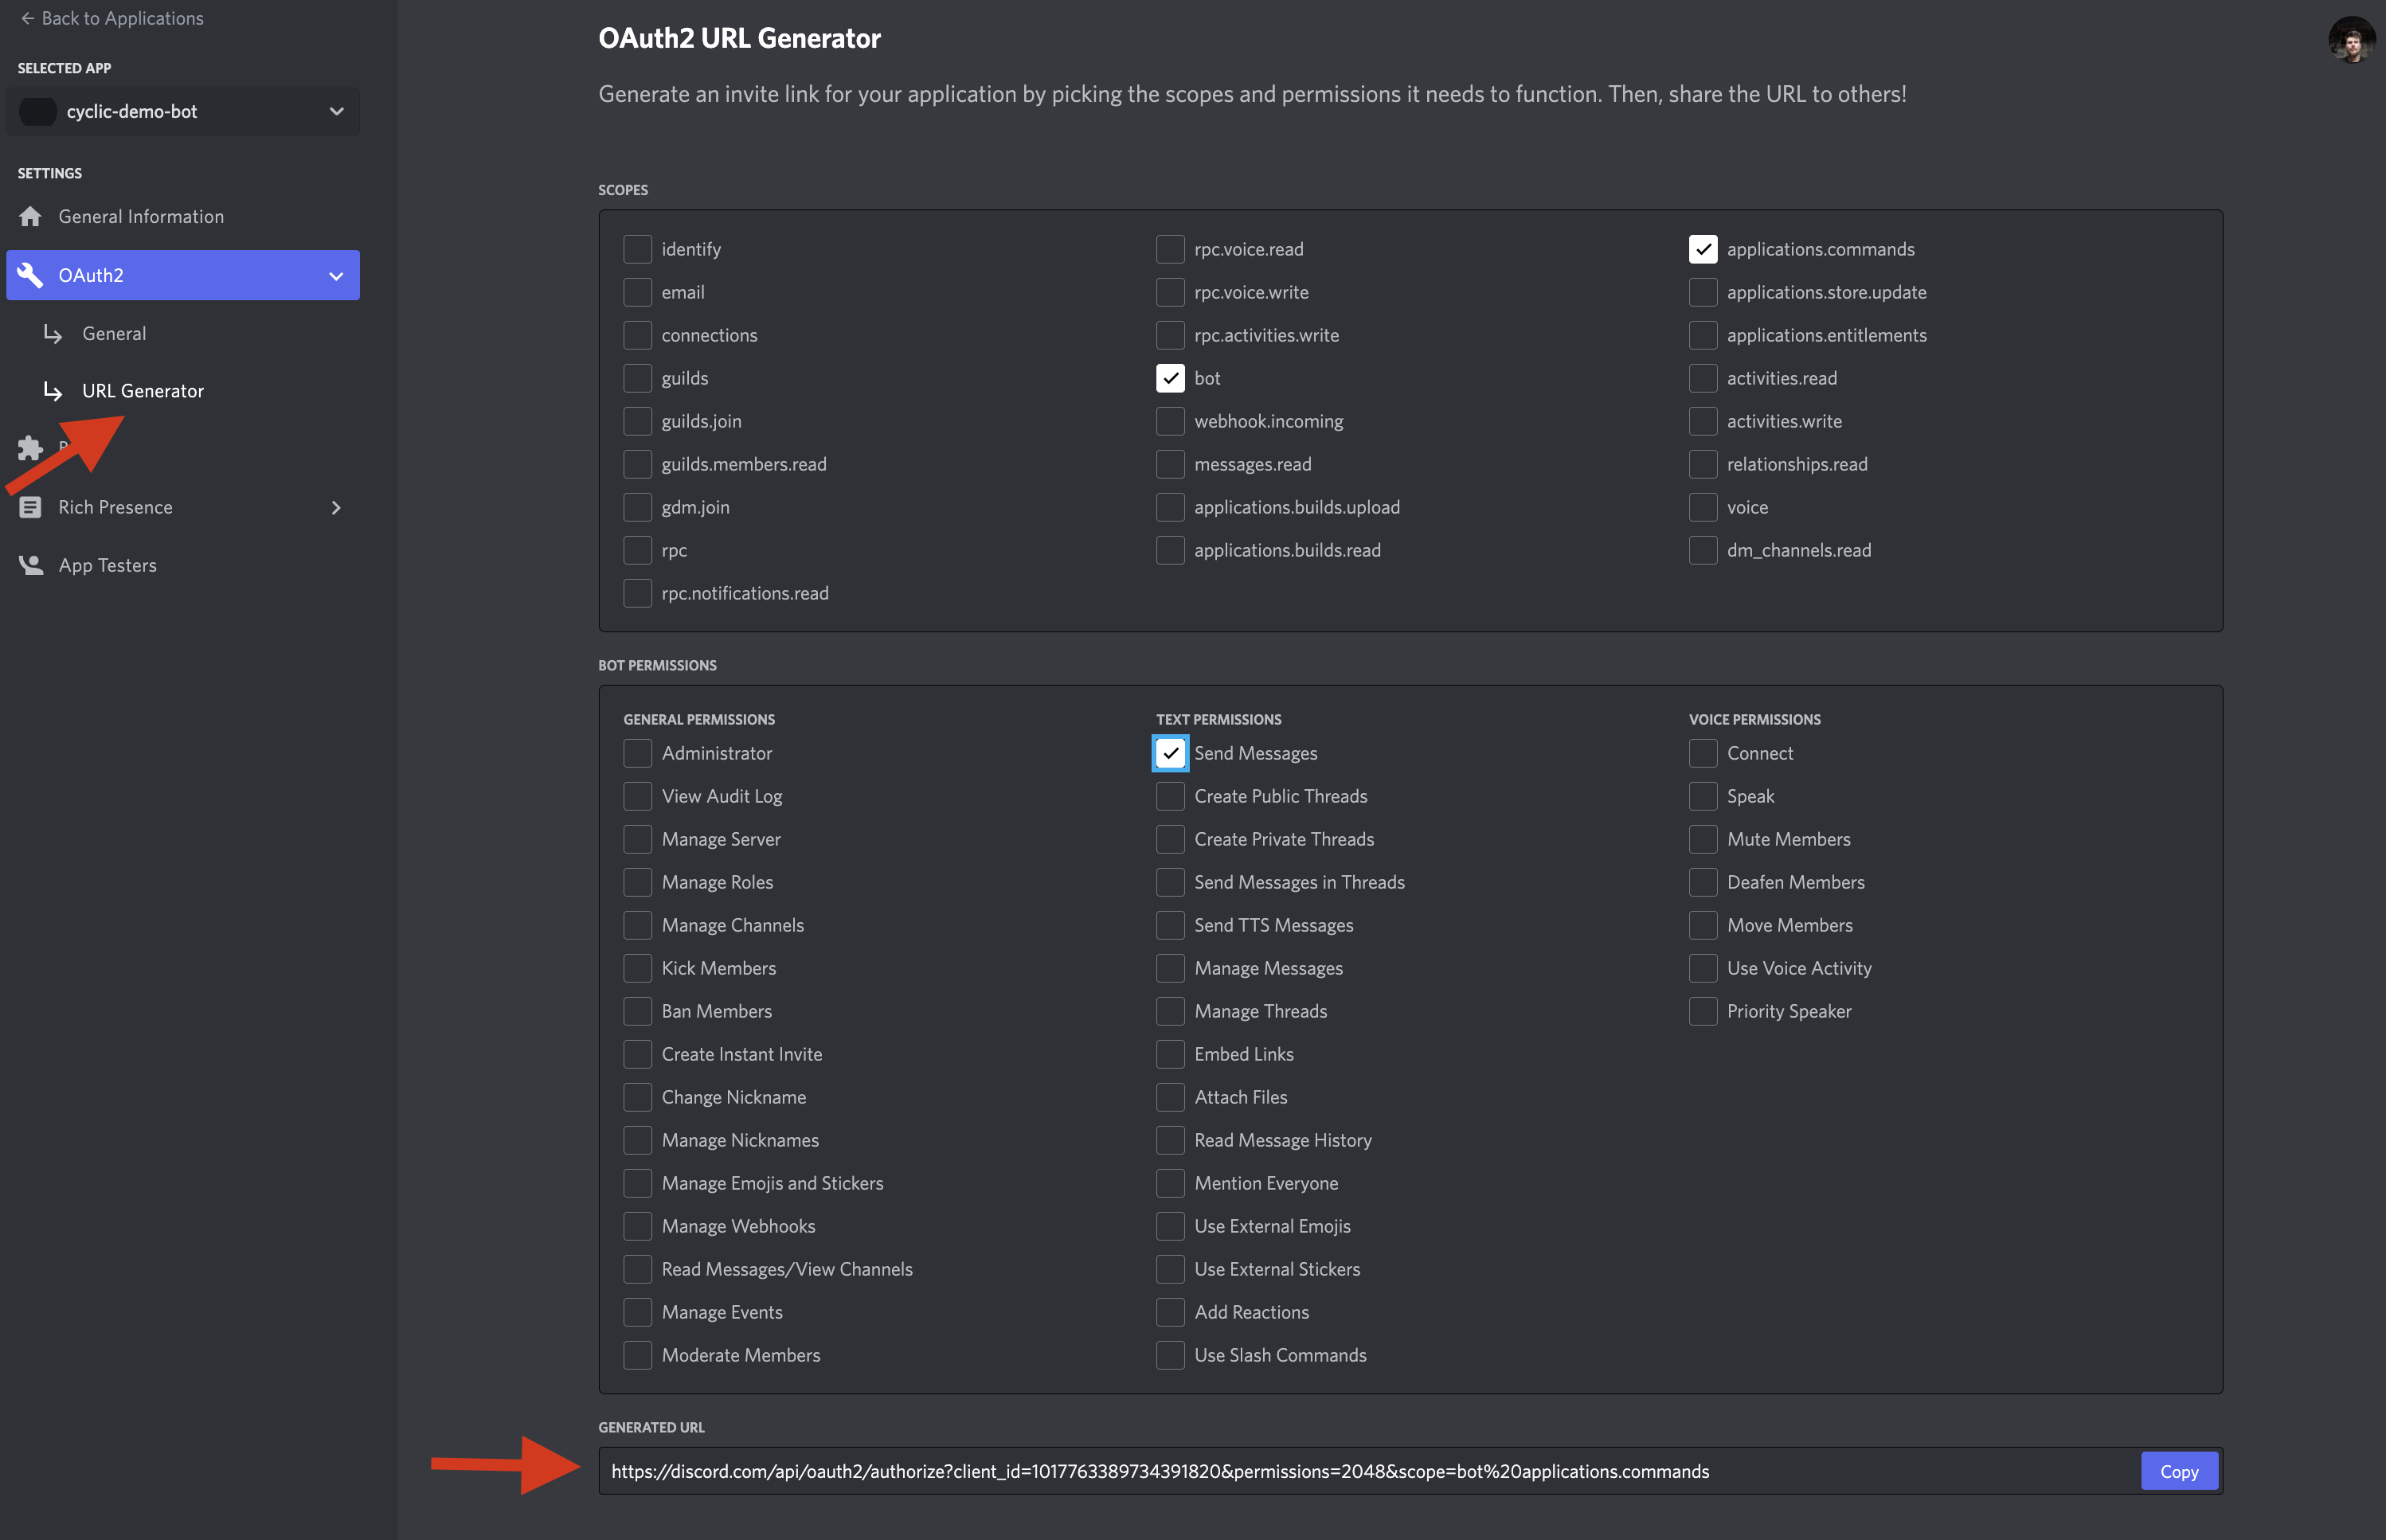 ← Back to Applications
SELECTED APP
cyclic-demo-bot
SETTINGS
General Information
OAuth2
General
URL Generator
Rich Presence
App Testers
OAuth2 URL Generator
Generate an invite link for your application by picking the scopes and permissions it needs to function. Then, share the URL to others!
SCOPES
identify
email
connections
guilds
guilds.join
guilds.members.read
gdm.join
rpc
rpc.notifications.read
rpc.voice.read
rpc.voice.write
rpc.activities.write
bot
webhook.incoming
messages.read
applications.builds.upload
applications.builds.read
applications.commands
applications.store.update
applications.entitlements
activities.read
activities.write
relationships.read
voice
dm_channels.read
BOT PERMISSIONS
GENERAL PERMISSIONS
Administrator
View Audit Log
Manage Server
Manage Roles
Manage Channels
Kick Members
Ban Members
Create Instant Invite
Change Nickname
Manage Nicknames
Manage Emojis and Stickers
Manage Webhooks
Read Messages/View Channels
Manage Events
Moderate Members
TEXT PERMISSIONS
Send Messages
Create Public Threads
Create Private Threads
Send Messages in Threads
Send TTS Messages
Manage Messages
Manage Threads
Embed Links
Attach Files
Read Message History
Mention Everyone
Use External Emojis
Use External Stickers
Add Reactions
Use Slash Commands
VOICE PERMISSIONS
Connect
Speak
Mute Members
Deafen Members
Move Members
Use Voice Activity
Priority Speaker
GENERATED URL
https://discord.com/api/oauth2/authorize?client_id=1017763389734391820&permissions=2048&scope=bot%20applications.commands
Copy